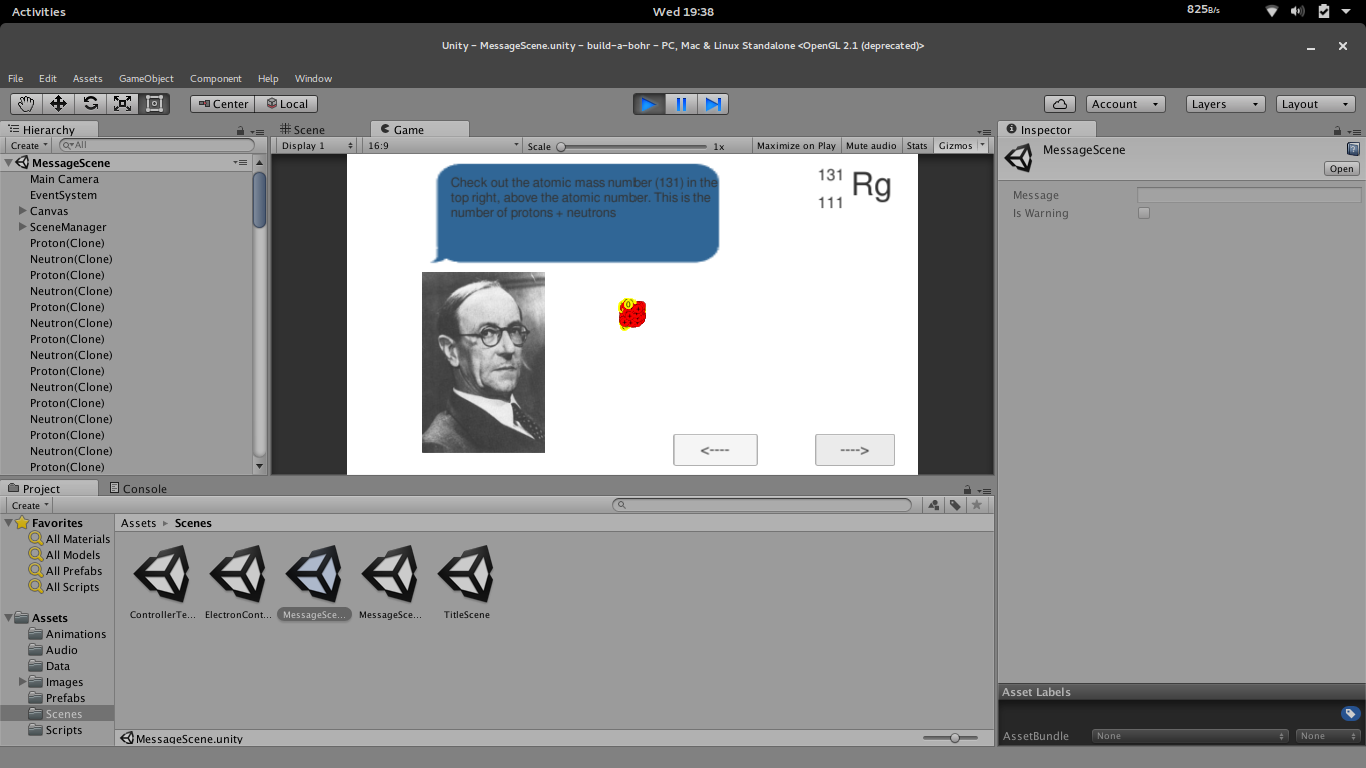 Activities
Wed 19:38
825B/s
Unity - MessageScene.unity - build-a-bohr - PC, Mac & Linux Standalone <OpenGL 2.1 (deprecated)>
File Edit Assets GameObject Component Help Window
Center Local
Account Layers Layout
Hierarchy
Create All
MessageScene
Main Camera
EventSystem
Canvas
SceneManager
Proton(Clone)
Neutron(Clone)
Proton(Clone)
Neutron(Clone)
Proton(Clone)
Neutron(Clone)
Proton(Clone)
Neutron(Clone)
Proton(Clone)
Neutron(Clone)
Proton(Clone)
Neutron(Clone)
Proton(Clone)
Neutron(Clone)
Proton(Clone)
Scene Game
Display 1 16:9 Scale 1x Maximize on Play Mute audio Stats Gizmos
Check out the atomic mass number (131) in the
top right, above the atomic number. This is the
number of protons + neutrons
131
Rg
111
<----
---->
Inspector
MessageScene
Open
Message
Is Warning
Project Console
Create
Favorites
All Materials
All Models
All Prefabs
All Scripts
Assets
Animations
Audio
Data
Images
Prefabs
Scenes
Scripts
Assets Scenes
ControllerTe... ElectronCont... MessageSce... MessageSce... TitleScene
MessageScene.unity
Asset Labels
AssetBundle None None